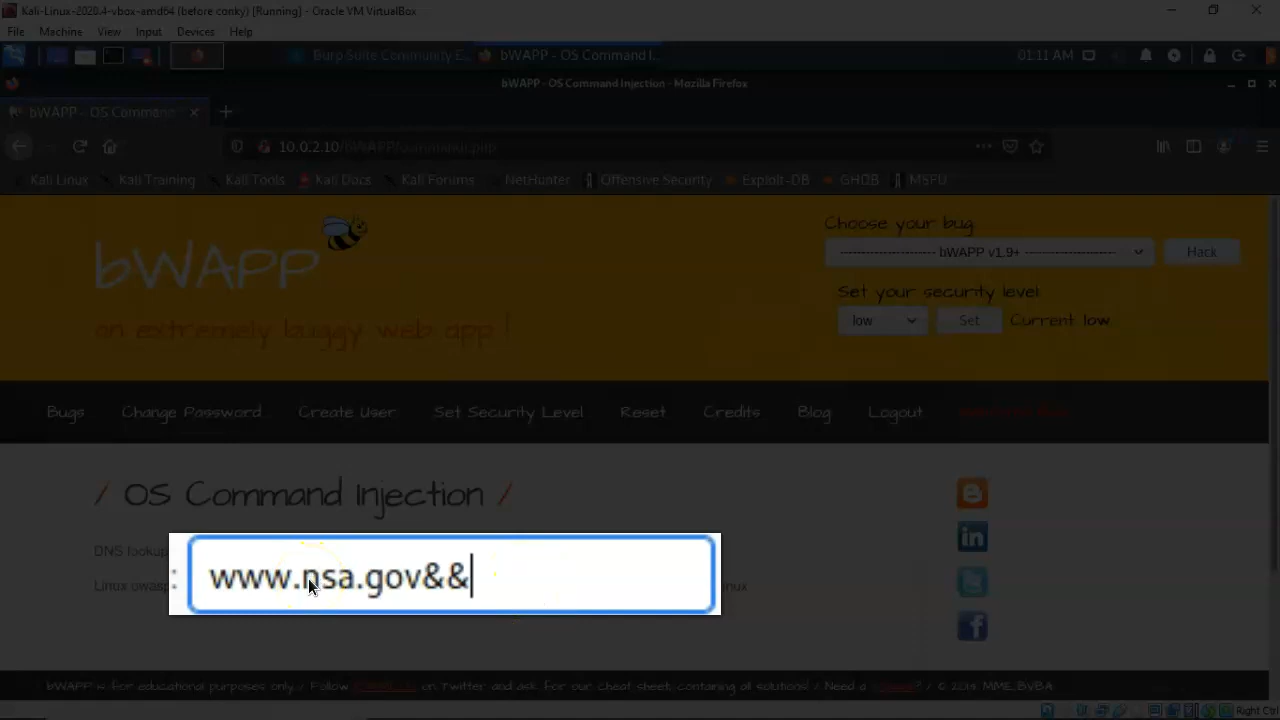 Kali-Linux-2020.4-vbox-amd64 (before conky) [Running] - Oracle VM VirtualBox
File Machine View Input Devices Help
Burp Suite Community E... bWAPP - OS Command I... 01:11 AM
bWAPP - OS Command Injection - Mozilla Firefox
bWAPP - OS Command
10.0.2.10/bWAPP/commandi.php
Kali Linux Kali Training Kali Tools Kali Docs Kali Forums NetHunter Offensive Security Exploit-DB GHDB MSFU
Choose your bug:
bWAPP
-------------------- bWAPP v1.9+ -------------------- Hack
Set your security level:
an extremely buggy web app !
low Set Current: low
Bugs Change Password Create User Set Security Level Reset Credits Blog Logout
/ OS Command Injection /
DNS lookup
: www.nsa.gov&&
Linux owasp
nux
bWAPP is for educational purposes only / Follow on Twitter and ask for our cheat sheet, containing all solutions! / Need a / © 2014 MME BVBA
Right Ctrl